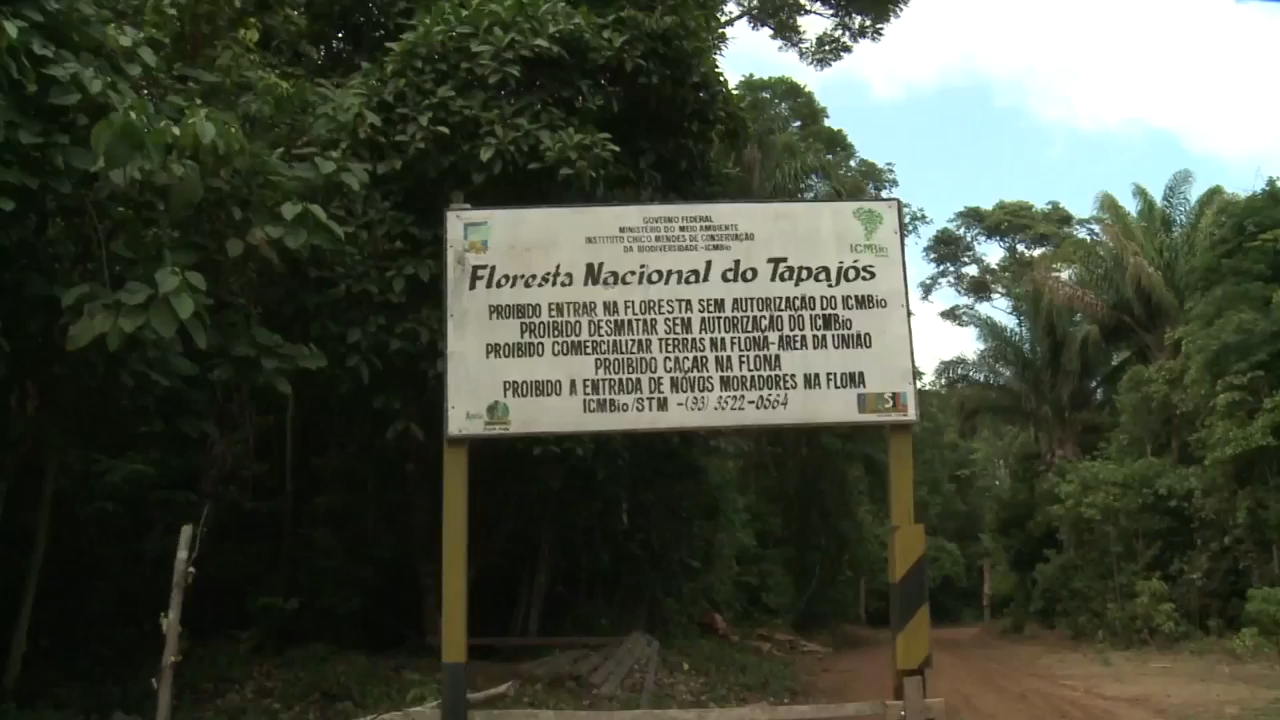 GOVERNO FEDERAL
MINISTÉRIO DO MEIO AMBIENTE
INSTITUTO CHICO MENDES DE CONSERVAÇÃO
DA BIODIVERSIDADE - ICMBio
ICMBio
Floresta Nacional do Tapajós
PROIBIDO ENTRAR NA FLORESTA SEM AUTORIZAÇÃO DO ICMBio
PROIBIDO DESMATAR SEM AUTORIZAÇÃO DO ICMBio
PROIBIDO COMERCIALIZAR TERRAS NA FLONA-ÁREA DA UNIÃO
PROIBIDO CAÇAR NA FLONA
PROIBIDO A ENTRADA DE NÓVOS MORADORES NA FLONA
ICMBio/STM -(93) 3522-0564